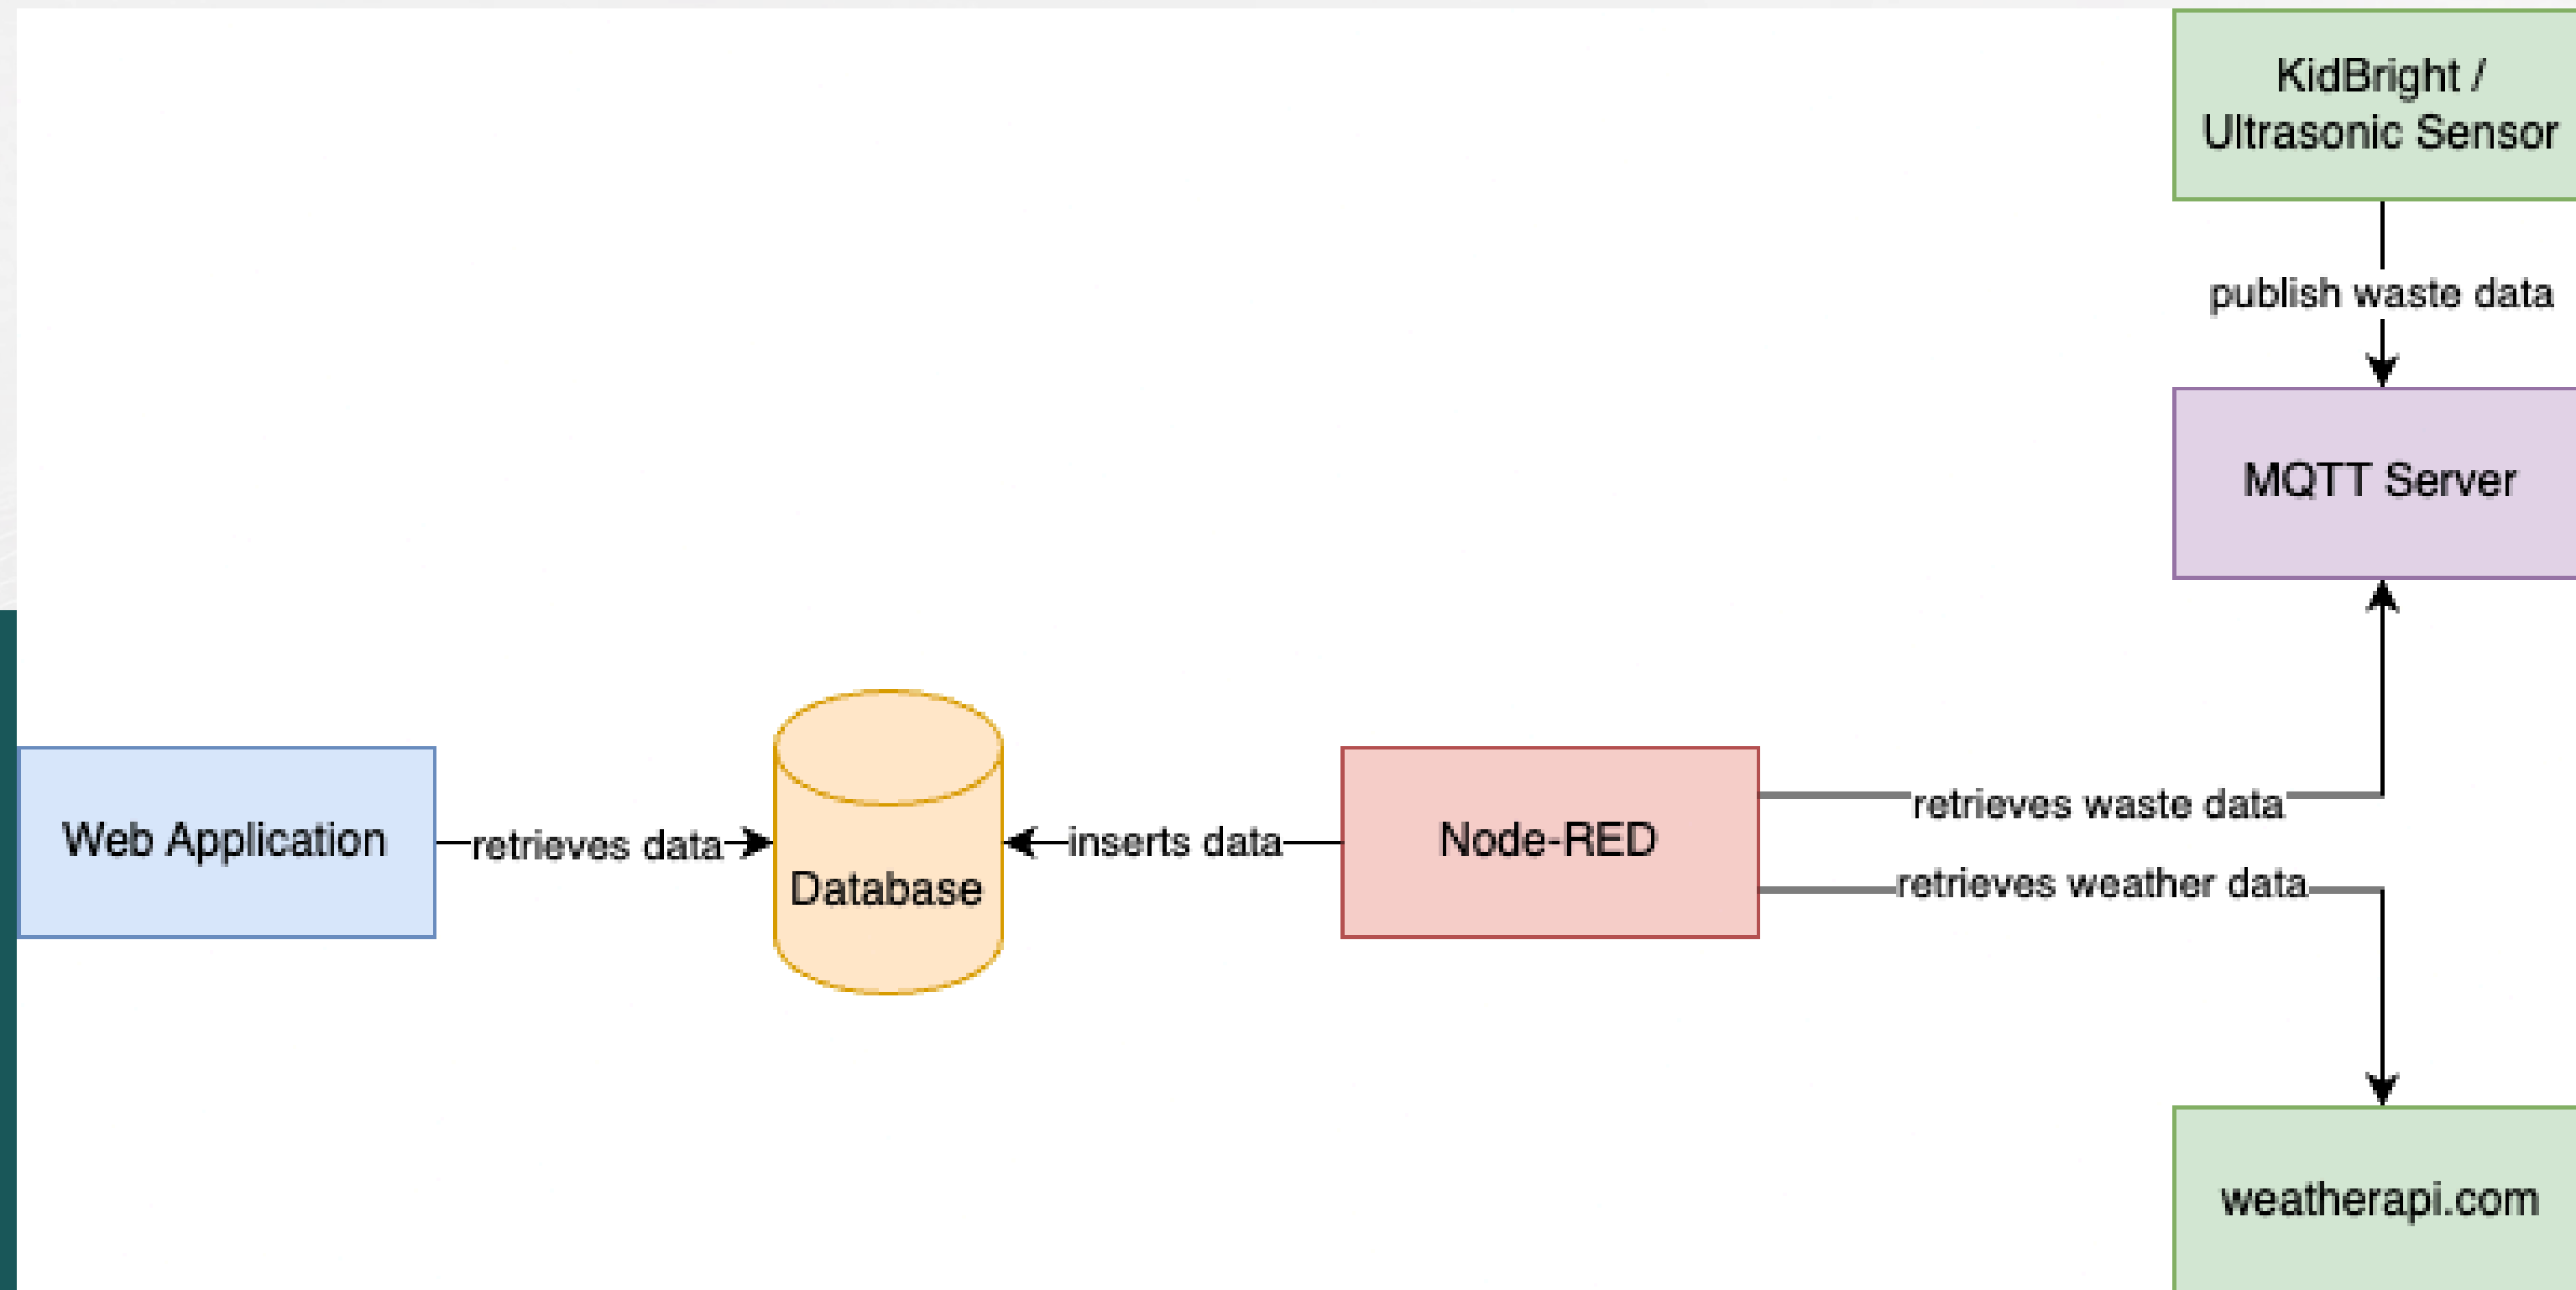 KidBright /
Ultrasonic Sensor
publish waste data
MQTT Server
retrieves waste data
Web Application
retrieves data
Database
inserts data
Node-RED
retrieves weather data
weatherapi.com